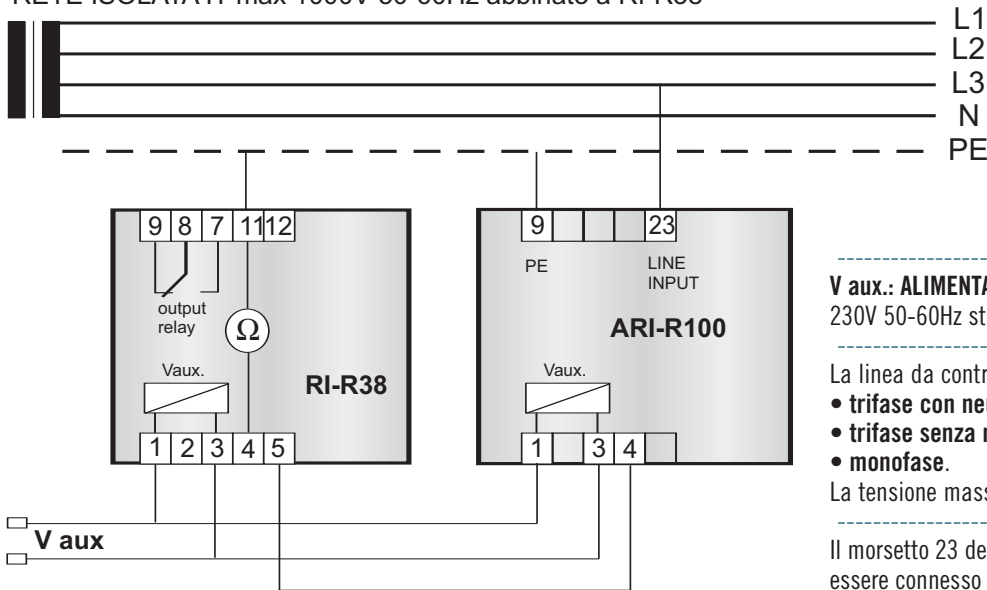 L1
L2
L3
N
PE
9 8 7 11 12
output
relay
Ω
Vaux.
RI-R38
1 2 3 4 5
9 23
PE
LINE
INPUT
ARI-R100
Vaux.
1 3 4
V aux
V aux.: ALIMENTA
230V 50-60Hz st
La linea da contr
• trifase con neu
• trifase senza
• monofase.
La tensione mass
Il morsetto 23 de
essere connesso